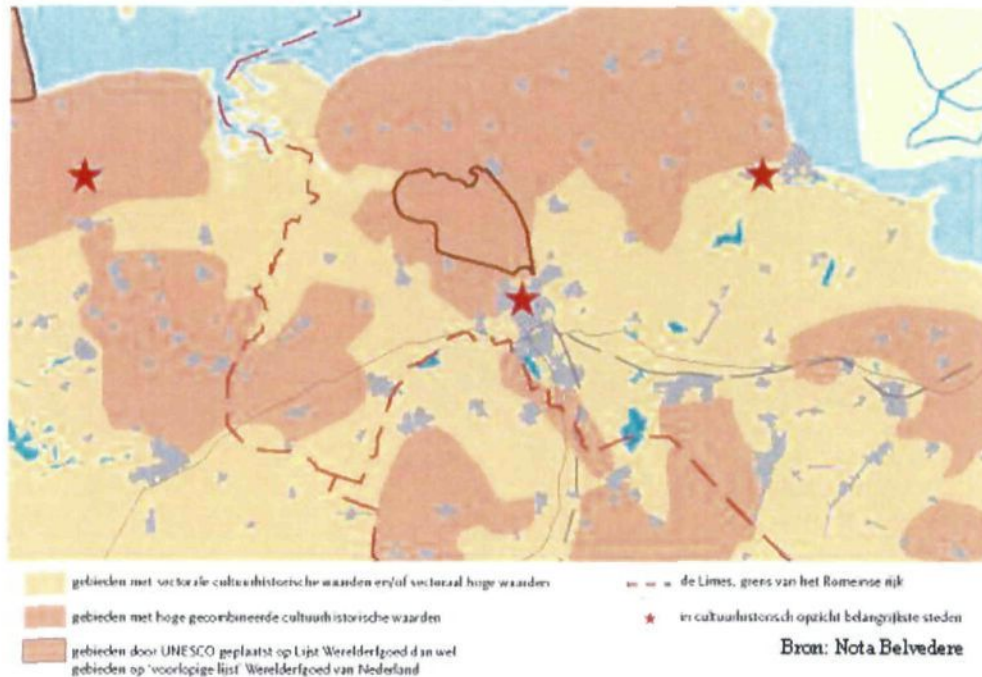 gebieden met sectorale cultuurhistorische waarden en/of sectoraal hoge waarden
gebieden met hoge gecombineerde cultuurhistorische waarden
gebieden door UNESCO geplaatst op Lijst Werelderfgoed dan wel
gebieden op 'voorlopige lijst' Werelderfgoed van Nederland
de Limes, grens van het Romeinse rijk
in cultuurhistorisch opzicht belangrijkste steden
Bron: Nota Belvedere